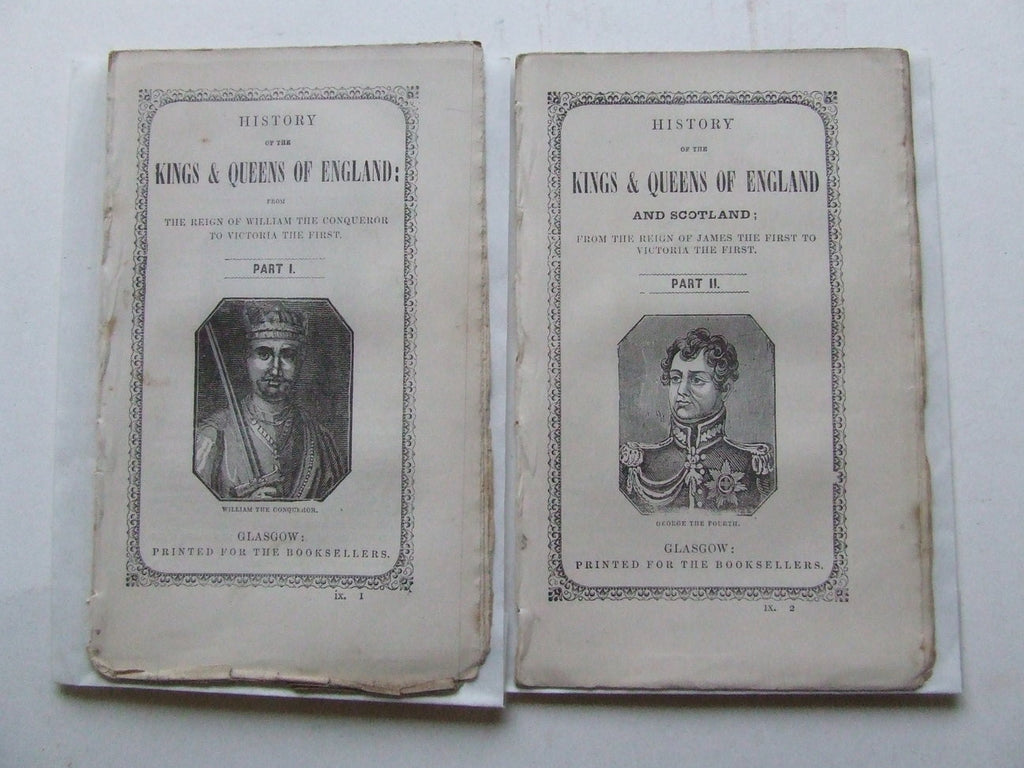 HISTORY
OF THE
KINGS & QUEENS OF ENGLAND:
FROM
THE REIGN OF WILLIAM THE CONQUEROR
TO VICTORIA THE FIRST.
PART I.
WILLIAM THE CONQUEROR.
GLASGOW:
PRINTED FOR THE BOOKSELLERS.
ix. 1
HISTORY
OF THE
KINGS & QUEENS OF ENGLAND
AND SCOTLAND;
FROM THE REIGN OF JAMES THE FIRST TO
VICTORIA THE FIRST.
PART II.
GEORGE THE FOURTH.
GLASGOW:
PRINTED FOR THE BOOKSELLERS.
IX. 2